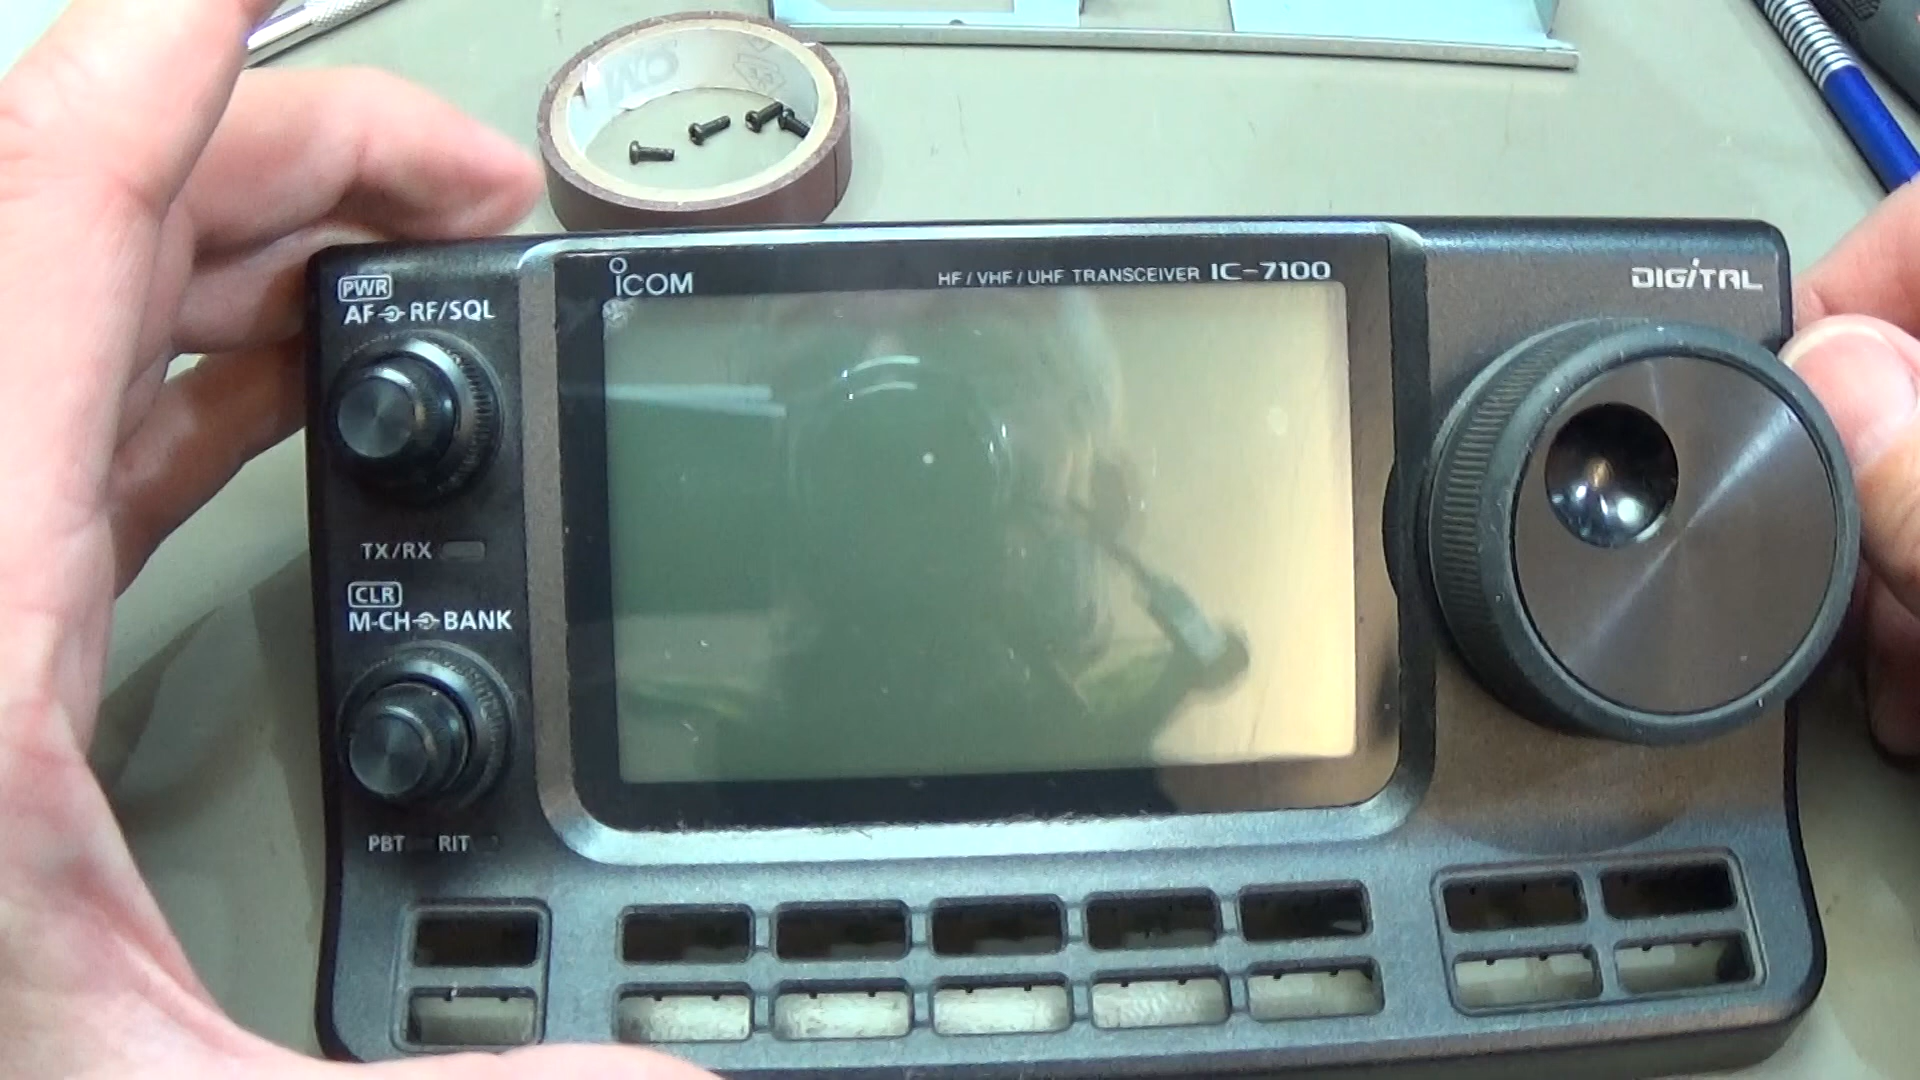 ICOM
HF/VHF/UHF TRANSCEIVER IC-7100
DIGITAL
PWR
AF RF/SQL
TX/RX
CLR
M-CH BANK
PBT RIT